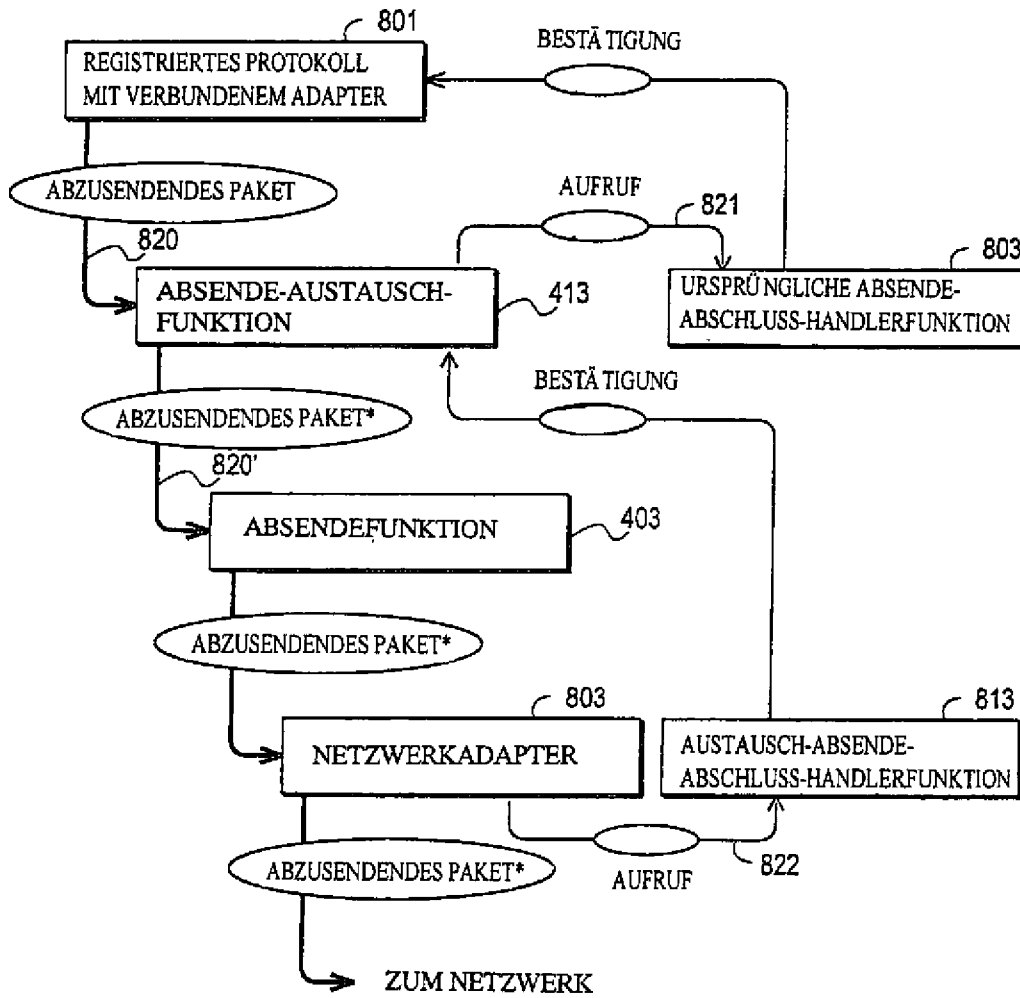 801
REGISTRIERTES PROTOKOLL
MIT VERBUNDENEM ADAPTER
BESTÄTIGUNG
ABZUSENDENDES PAKET
820
AUFRUF
821
803
ABSENDE-AUSTAUSCH-
FUNKTION
413
URSPRÜNGLICHE ABSENDE-
ABSCHLUSS-HANDLERFUNKTION
BESTÄTIGUNG
ABZUSENDENDES PAKET*
820'
ABSENDEFUNKTION
403
ABZUSENDENDES PAKET*
803
NETZWERKADAPTER
813
AUSTAUSCH-ABSENDE-
ABSCHLUSS-HANDLERFUNKTION
ABZUSENDENDES PAKET*
AUFRUF
822
ZUM NETZWERK